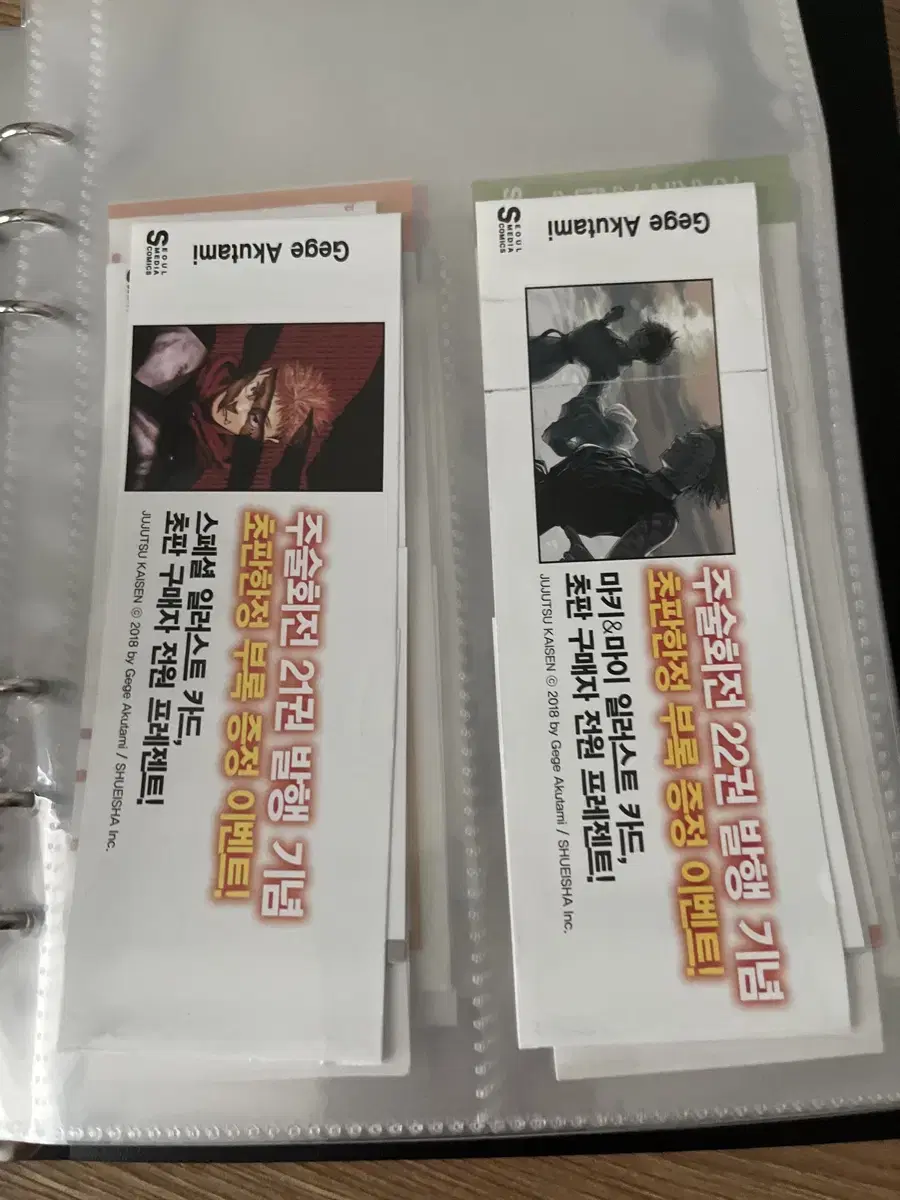 Gege Akutami
SEOUL
MEDIA
COMICS
주술회전 21권 발행 기념
초판한정 부록 증정 이벤트!
스페셜 일러스트 카드,
초판 구매자 전원 프레젠트!
JUJUTSU KAISEN © 2018 by Gege Akutami / SHUEISHA Inc.
Gege Akutami
SEOUL
MEDIA
COMICS
주술회전 22권 발행 기념
초판한정 부록 증정 이벤트!
마키&마이 일러스트 카드,
초판 구매자 전원 프레젠트!
JUJUTSU KAISEN © 2018 by Gege Akutami / SHUEISHA Inc.